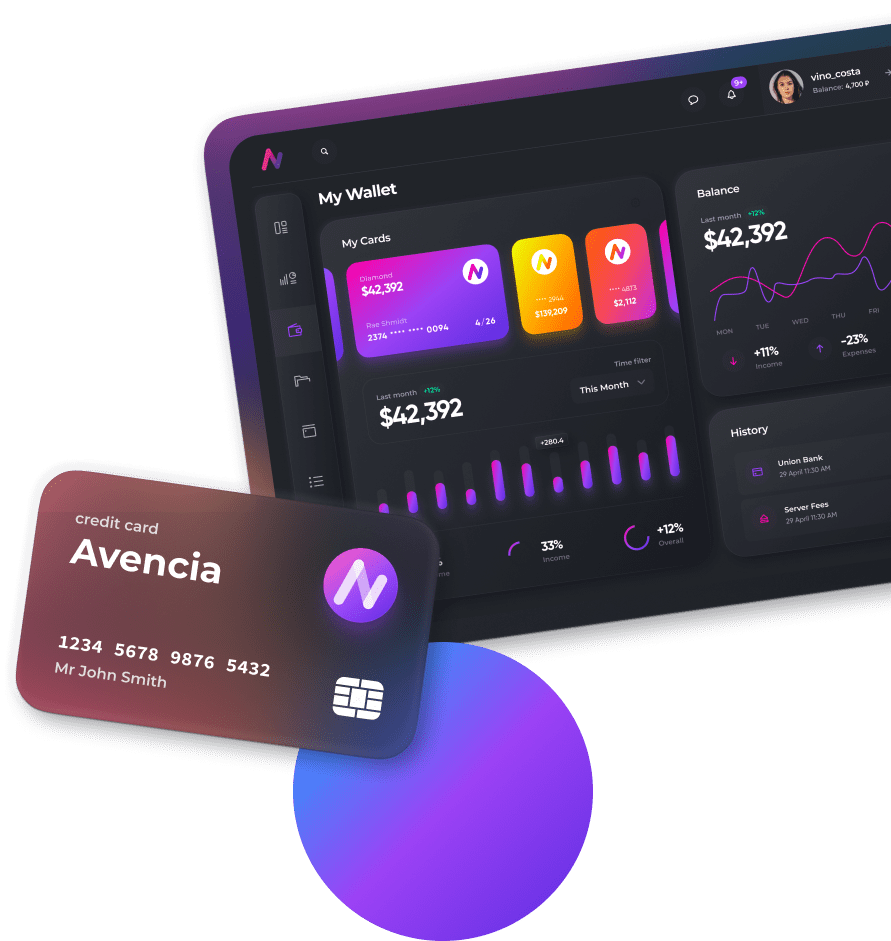 9+
vino_costa
Balance: 4,700 ₽
My Wallet
My Cards
Diamond
$42,392
Rae Shmidt
2374 **** **** 0094
4/26
**** 2944
$139,209
**** 4873
$2,112
Last month +12%
$42,392
Time filter
This Month
+280.4
33%
Income
+12%
Overall
Balance
Last month +12%
$42,392
MON TUE WED THU FRI
+11%
Income
-23%
Expenses
History
Union Bank
29 April 11:30 AM
Server Fees
29 April 11:30 AM
credit card
Avencia
1234 5678 9876 5432
Mr John Smith